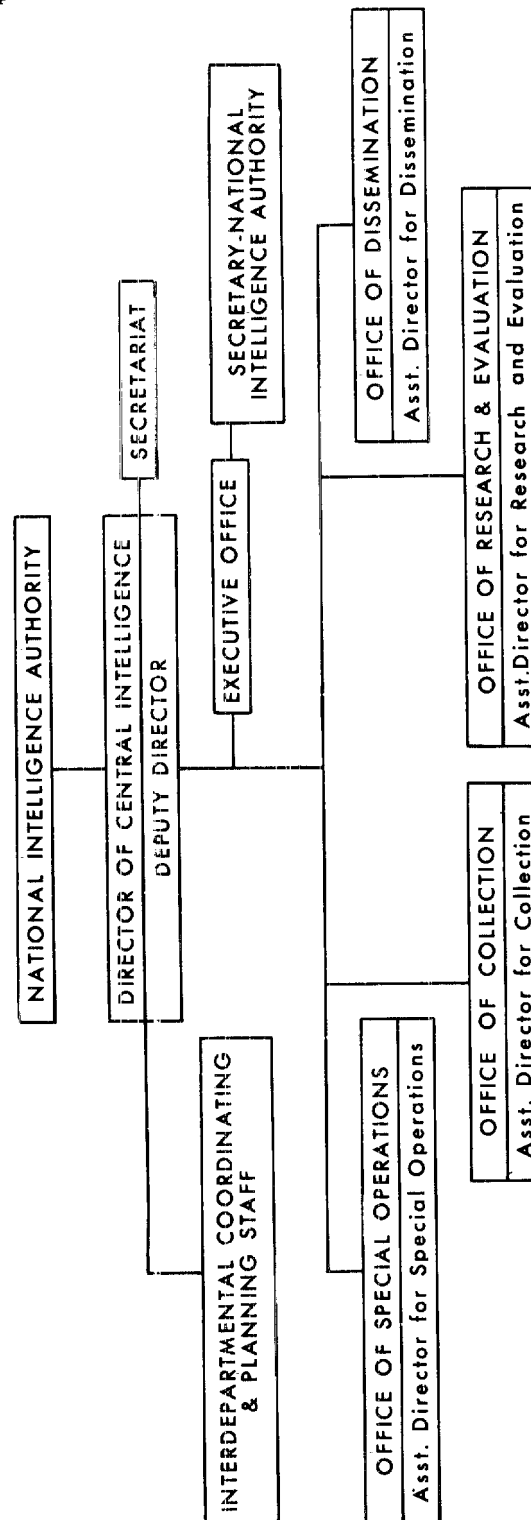 NATIONAL INTELLIGENCE AUTHORITY
DIRECTOR OF CENTRAL INTELLIGENCE
DEPUTY DIRECTOR
SECRETARIAT
INTERDEPARTMENTAL COORDINATING
& PLANNING STAFF
EXECUTIVE OFFICE
SECRETARY-NATIONAL
INTELLIGENCE AUTHORITY
OFFICE OF SPECIAL OPERATIONS
Asst. Director for Special Operations
OFFICE OF COLLECTION
Asst. Director for Collection
OFFICE OF RESEARCH & EVALUATION
Asst.Director for Research and Evaluation
OFFICE OF DISSEMINATION
Asst. Director for Dissemination